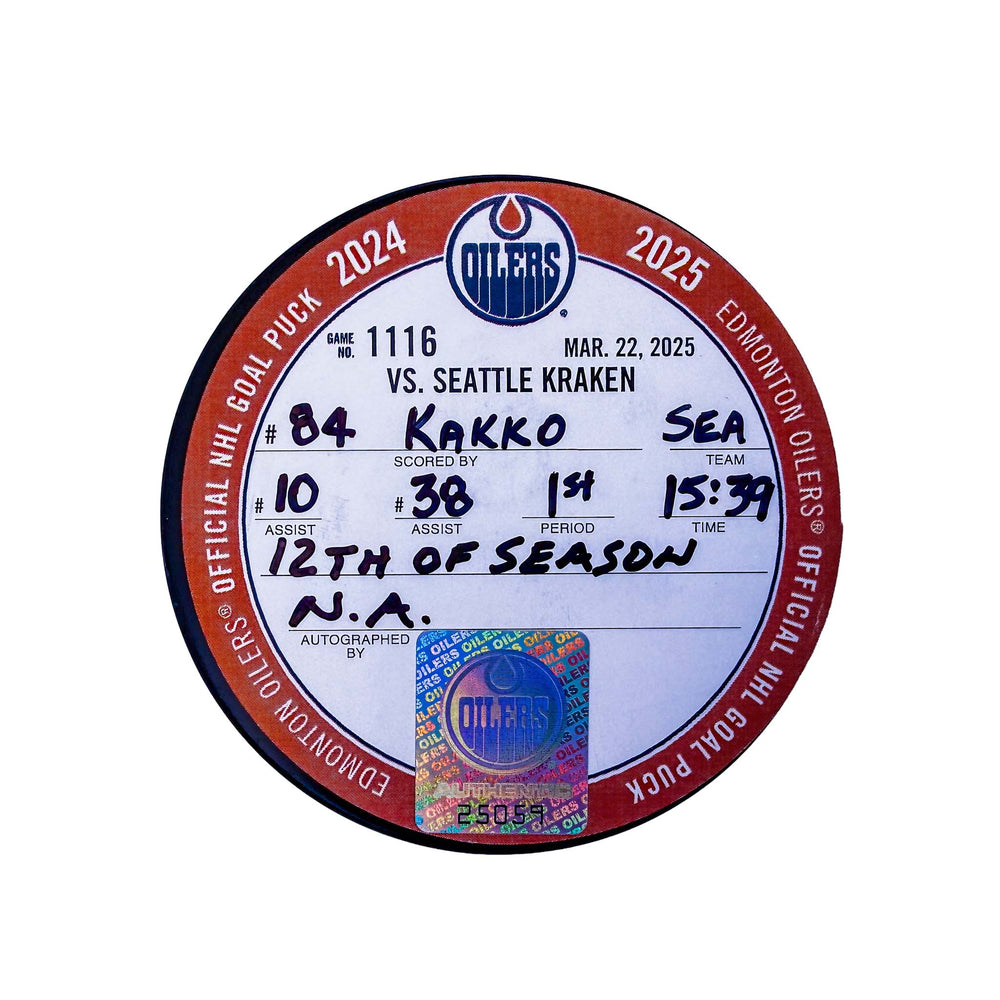 2024
2025
OILERS
EDMONTON OILERS® OFFICIAL NHL GOAL PUCK
EDMONTON OILERS® OFFICIAL NHL GOAL PUCK
GAME NO. 1116
MAR. 22, 2025
VS. SEATTLE KRAKEN
# 84 KAKKO SEA
SCORED BY TEAM
# 10 # 38 1st 15:39
ASSIST ASSIST PERIOD TIME
12TH OF SEASON
N.A.
AUTOGRAPHED BY
OILERS
AUTHENTIC
25059